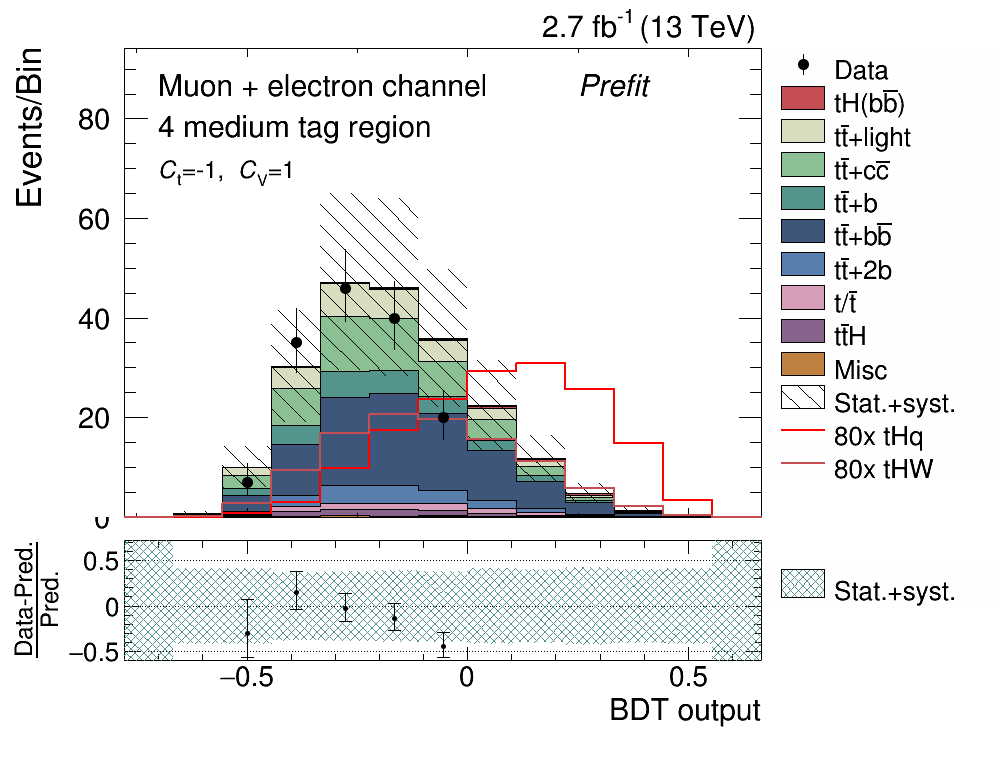 2.7 fb⁻¹ (13 TeV)
Events/Bin
Muon + electron channel
Prefit
4 medium tag region
Cₜ=-1, C_V=1
80
60
40
20
0
Data
tH(bb̅)
tt̅+light
tt̅+cc̅
tt̅+b
tt̅+bb̅
tt̅+2b
t/t̅
tt̅H
Misc
Stat.+syst.
80x tHq
80x tHW
Data-Pred.
Pred.
0.5
0
−0.5
Stat.+syst.
−0.5
0
0.5
BDT output